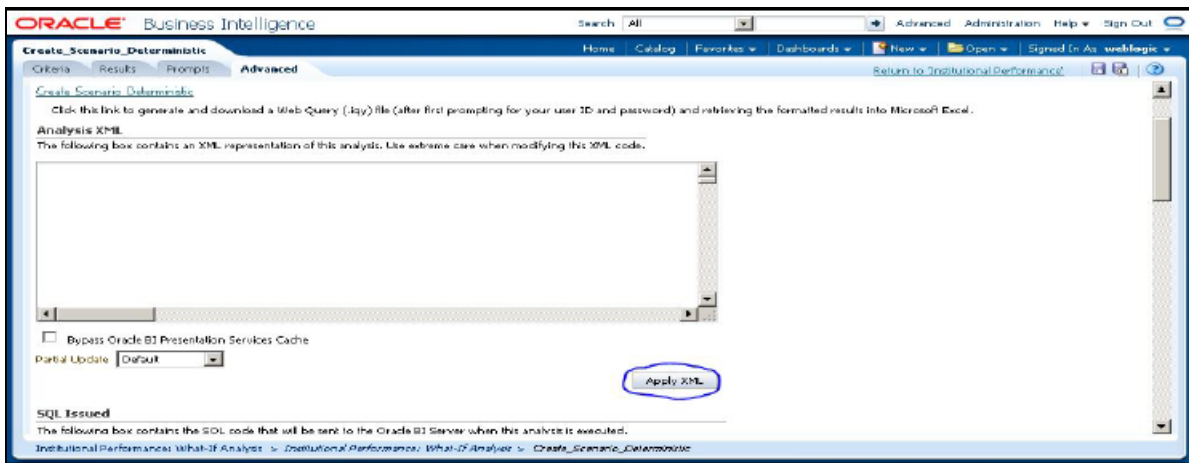 ORACLE Business Intelligence Search All Advanced Administration Help Sign Out
Create_Scenario_Deterministic Home Catalog Favorites Dashboards New Open Signed In As weblogic
Criteria Results Prompts Advanced Return to 'Institutional Performance' ?
Create Scenario Deterministic
Click this link to generate and download a Web Query (.iqy) file (after first prompting for your user ID and password) and retrieving the formatted results into Microsoft Excel.
Analysis XML
The following box contains an XML representation of this analysis. Use extreme care when modifying this XML code.
Bypass Oracle BI Presentation Services Cache
Partial Update Default
Apply XML
SQL Issued
The following box contains the SQL code that will be sent to the Oracle BI Server when this analysis is executed.
Institutional Performance: What-If Analysis > Institutional Performance: What-If Analysis > Create_Scenario_Deterministic